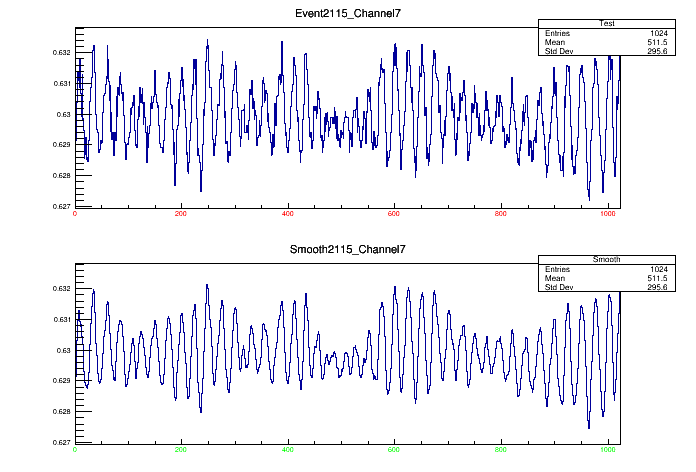 Event2115_Channel7
Test
Entries 1024
Mean 511.5
Std Dev 295.6
0.632
0.631
0.63
0.629
0.628
0.627
0 200 400 600 800 1000
Smooth2115_Channel7
Smooth
Entries 1024
Mean 511.5
Std Dev 295.6
0.632
0.631
0.63
0.629
0.628
0.627
0 200 400 600 800 1000